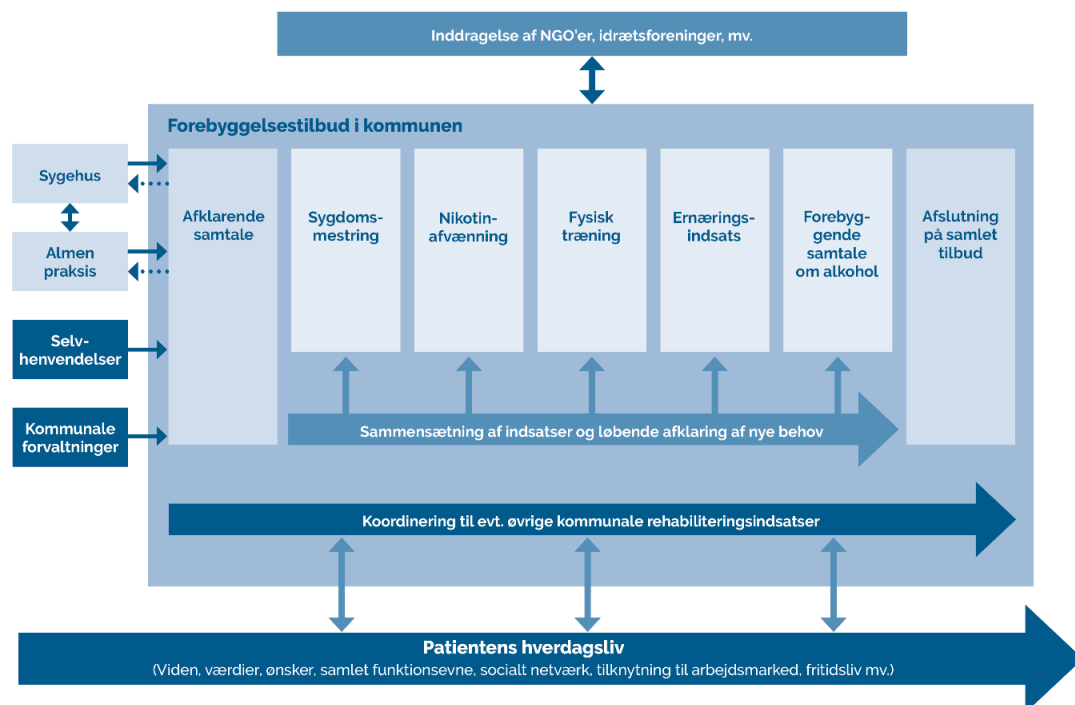 Inddragelse af NGO'er, idrætsforeninger, mv.
Forebyggelsestilbud i kommunen
Sygehus
Almen
praksis
Selv-
henvendelser
Kommunale
forvaltninger
Afklarende
samtale
Sygdoms-
mestring
Nikotin-
afvænning
Fysisk
træning
Ernærings-
indsats
Forebyg-
gende
samtale
om alkohol
Afslutning
på samlet
tilbud
Sammensætning af indsatser og løbende afklaring af nye behov
Koordinering til evt. øvrige kommunale rehabiliteringsindsatser
Patientens hverdagsliv
(Viden, værdier, ønsker, samlet funktionsevne, socialt netværk, tilknytning til arbejdsmarked, fritidsliv mv.)